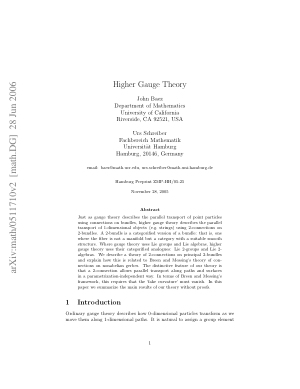 arXiv:math/0511710v2 [math.DG] 28 Jun 2006
Higher Gauge Theory
John Baez
Department of Mathematics
University of California
Riverside, CA 92521, USA
Urs Schreiber
Fachbereich Mathematik
Universität Hamburg
Hamburg, 20146, Germany
email: baez@math.ucr.edu, urs.schreiber@math.uni-hamburg.de
Hamburg Preprint ZMP-HH/05-25
November 28, 2005
Abstract
Just as gauge theory describes the parallel transport of point particles
using connections on bundles, higher gauge theory describes the parallel
transport of 1-dimensional objects (e.g. strings) using 2-connections on
2-bundles. A 2-bundle is a categorified version of a bundle: that is, one
where the fiber is not a manifold but a category with a suitable smooth
structure. Where gauge theory uses Lie groups and Lie algebras, higher
gauge theory uses their categorified analogues: Lie 2-groups and Lie 2-
algebras. We describe a theory of 2-connections on principal 2-bundles
and explain how this is related to Breen and Messing's theory of con-
nections on nonabelian gerbes. The distinctive feature of our theory is
that a 2-connection allows parallel transport along paths and surfaces
in a parametrization-independent way. In terms of Breen and Messing's
framework, this requires that the 'fake curvature' must vanish. In this
paper we summarize the main results of our theory without proofs.
1 Introduction
Ordinary gauge theory describes how 0-dimensional particles transform as we
move them along 1-dimensional paths. It is natural to assign a group element
1